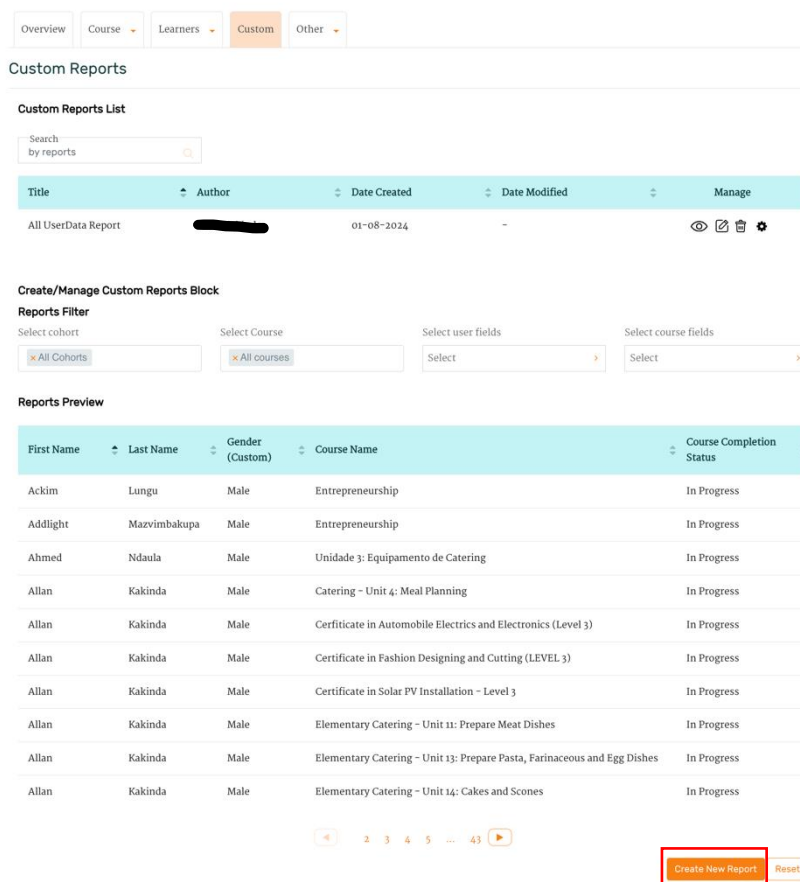 Overview Course Learners Custom Other
Custom Reports
Custom Reports List
Search
by reports
Title Author Date Created Date Modified Manage
All UserData Report 01-08-2024 -
Create/Manage Custom Reports Block
Reports Filter
Select cohort Select Course Select user fields Select course fields
× All Cohorts × All courses Select Select
Reports Preview
First Name Last Name Gender (Custom) Course Name Course Completion Status
Ackim Lungu Male Entrepreneurship In Progress
Addlight Mazvimbakupa Male Entrepreneurship In Progress
Ahmed Ndaula Male Unidade 3: Equipamento de Catering In Progress
Allan Kakinda Male Catering - Unit 4: Meal Planning In Progress
Allan Kakinda Male Cerfiticate in Automobile Electrics and Electronics (Level 3) In Progress
Allan Kakinda Male Certificate in Fashion Designing and Cutting (LEVEL 3) In Progress
Allan Kakinda Male Certificate in Solar PV Installation - Level 3 In Progress
Allan Kakinda Male Elementary Catering - Unit 11: Prepare Meat Dishes In Progress
Allan Kakinda Male Elementary Catering - Unit 13: Prepare Pasta, Farinaceous and Egg Dishes In Progress
Allan Kakinda Male Elementary Catering - Unit 14: Cakes and Scones In Progress
2 3 4 5 ... 43
Create New Report Reset